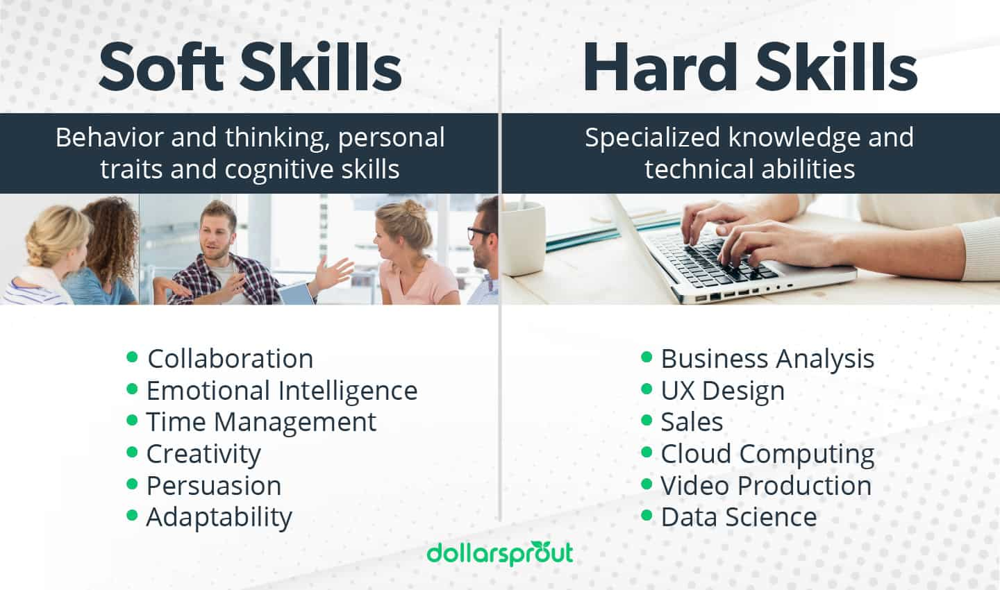 Soft Skills
Behavior and thinking, personal
traits and cognitive skills
• Collaboration
• Emotional Intelligence
• Time Management
• Creativity
• Persuasion
• Adaptability
Hard Skills
Specialized knowledge and
technical abilities
• Business Analysis
• UX Design
• Sales
• Cloud Computing
• Video Production
• Data Science
dollarsprout